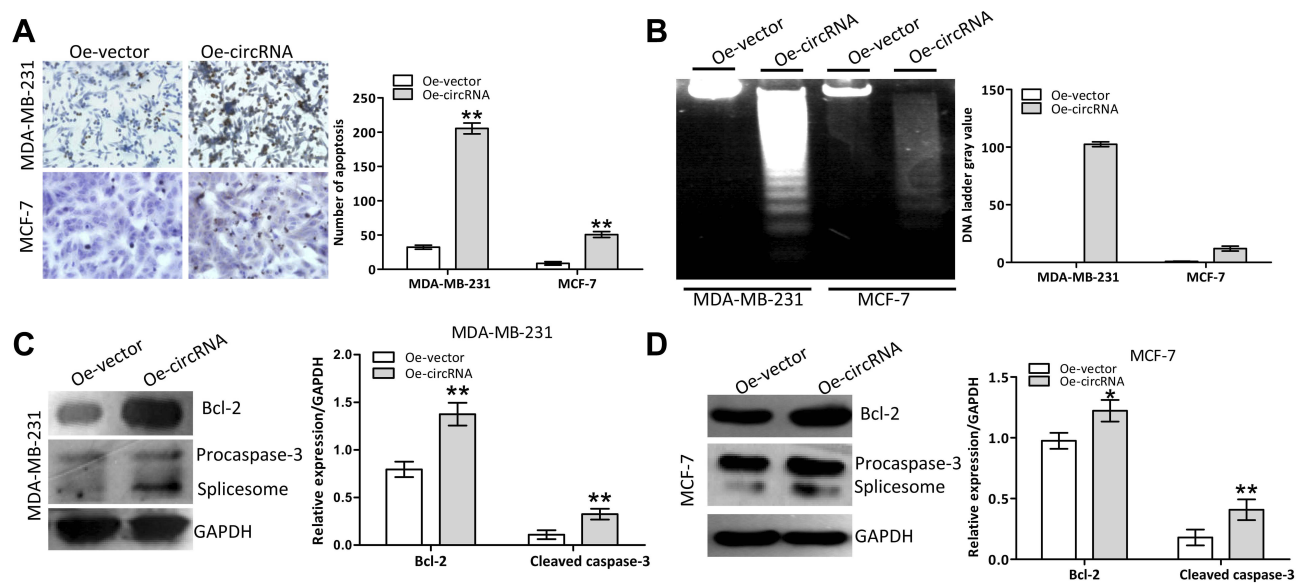 A
Oe-vector
Oe-circRNA
MDA-MB-231
MCF-7
Oe-vector
Oe-circRNA
Number of apoptosis
250
200
150
100
50
0
**
**
MDA-MB-231
MCF-7
B
Oe-vector
Oe-circRNA
Oe-vector
Oe-circRNA
MDA-MB-231
MCF-7
Oe-vector
Oe-circRNA
DNA ladder gray value
150
100
50
0
MDA-MB-231
MCF-7
C
Oe-vector
Oe-circRNA
MDA-MB-231
Bcl-2
Procaspase-3
Splicesome
GAPDH
MDA-MB-231
Oe-vector
Oe-circRNA
Relative expression/GAPDH
2.0
1.5
1.0
0.5
0.0
**
**
Bcl-2
Cleaved caspase-3
D
Oe-vector
Oe-circRNA
MCF-7
Bcl-2
Procaspase-3
Splicesome
GAPDH
MCF-7
Oe-vector
Oe-circRNA
Relative expression/GAPDH
1.5
1.0
0.5
0.0
*
**
Bcl-2
Cleaved caspase-3